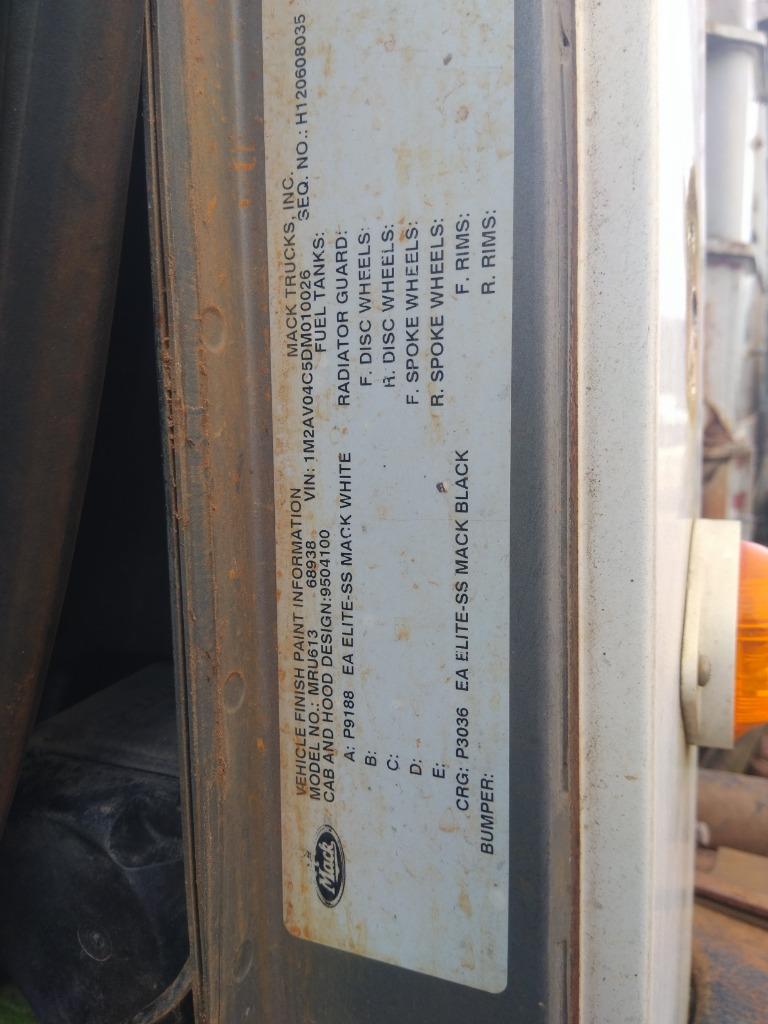 Mack
VEHICLE FINISH PAINT INFORMATION MACK TRUCKS, INC.
MODEL NO.: MRU613 68938 VIN: 1M2AV04C5DM010026 SEQ. NO.: H120608035
CAB AND HOOD DESIGN:9504100 FUEL TANKS:
A: P9188 EA ELITE-SS MACK WHITE RADIATOR GUARD:
B: F. DISC WHEELS:
C: R. DISC WHEELS:
D: F. SPOKE WHEELS:
E: R. SPOKE WHEELS:
CRG: P3036 EA ELITE-SS MACK BLACK F. RIMS:
BUMPER: R. RIMS: